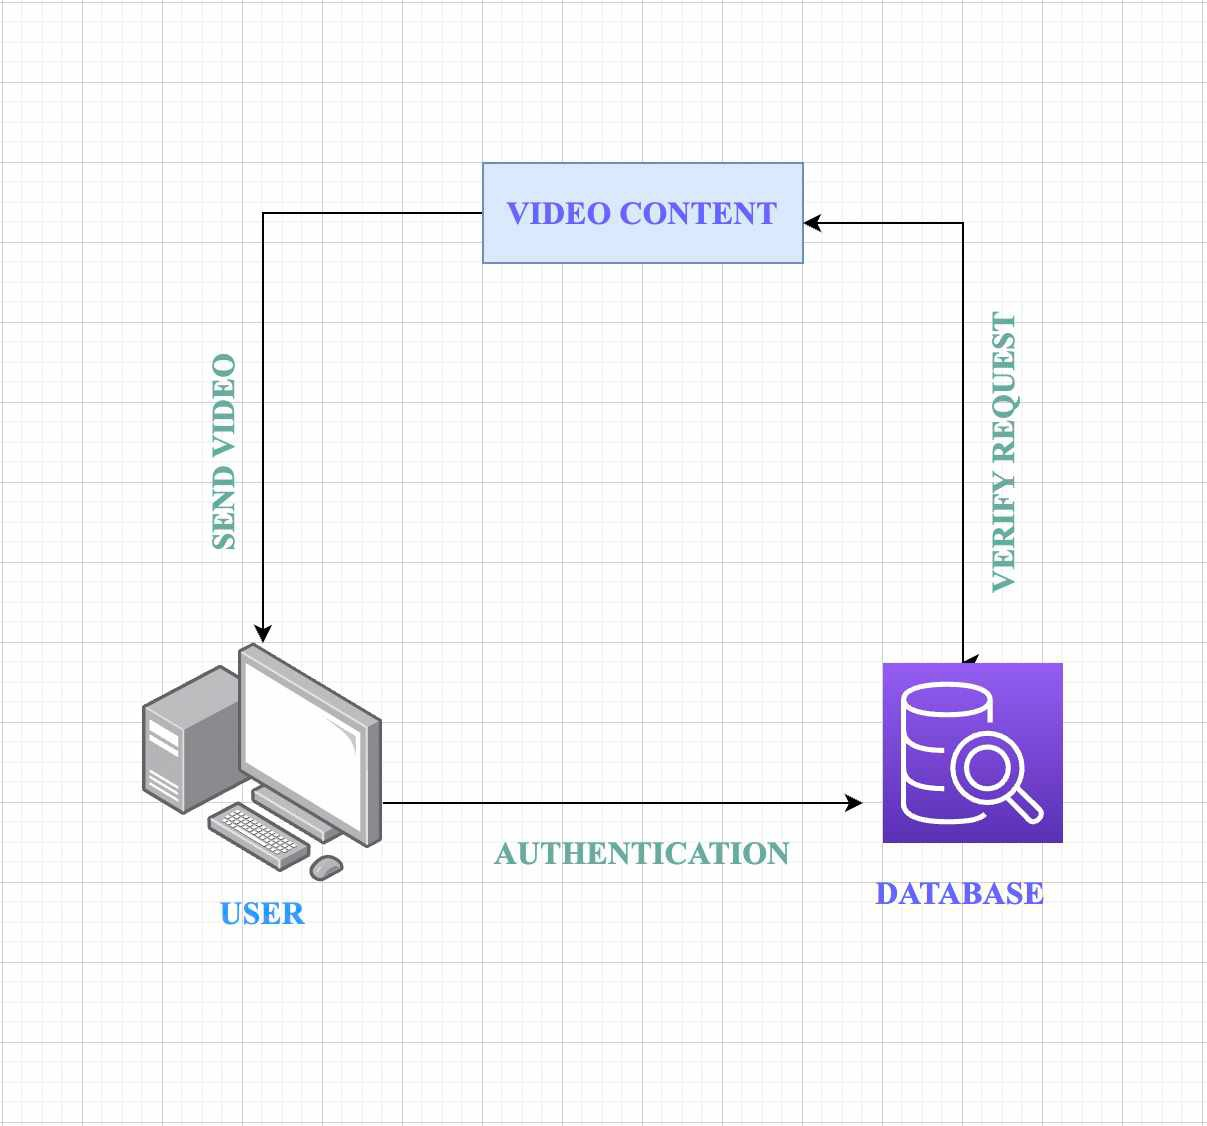 VIDEO CONTENT
SEND VIDEO
VERIFY REQUEST
AUTHENTICATION
USER
DATABASE